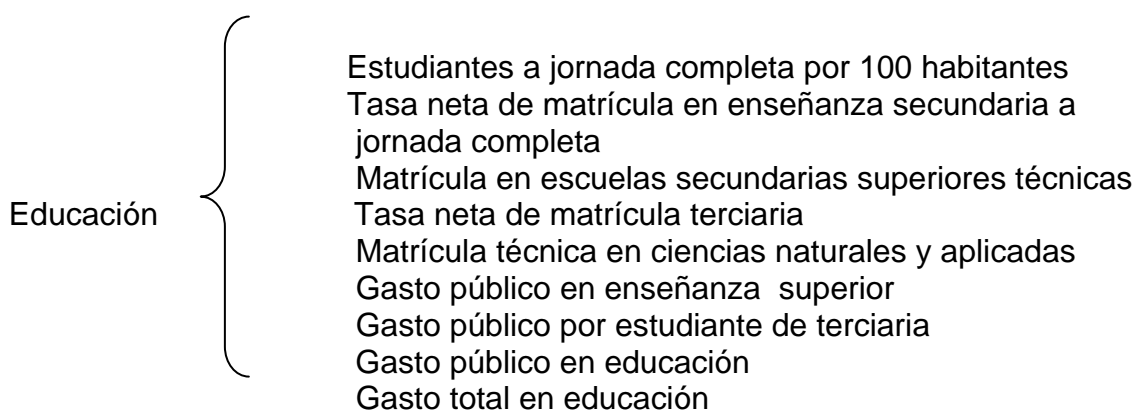 Estudiantes a jornada completa por 100 habitantes
Tasa neta de matrícula en enseñanza secundaria a
jornada completa
Matrícula en escuelas secundarias superiores técnicas
Educación
Tasa neta de matrícula terciaria
Matrícula técnica en ciencias naturales y aplicadas
Gasto público en enseñanza superior
Gasto público por estudiante de terciaria
Gasto público en educación
Gasto total en educación